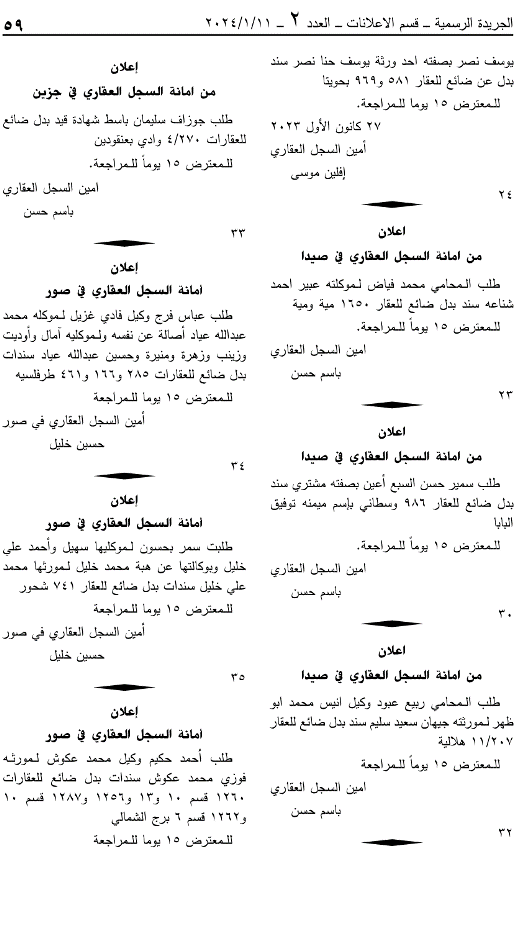 الجريدة الرسمية ـ قسم الاعلانات ـ العدد ٢ ـ ٢٠٢٤/١/١١
٥٩
يوسف نصر بصفته احد ورثة يوسف حنا نصر سند
بدل عن ضائع للعقار ٥٨١ و٩٦٩ بحويتا
للمعترض ١٥ يوما للمراجعة.
٢٧ كانون الأول ٢٠٢٣
أمين السجل العقاري
إفلين موسى
٢٤
اعلان
من امانة السجل العقاري في صيدا
طلب المحامي محمد فياض لموكلته عبير احمد
شناعه سند بدل ضائع للعقار ١٦٥٠ مية ومية
للمعترض ١٥ يوماً للمراجعة.
امين السجل العقاري
باسم حسن
٢٣
اعلان
من امانة السجل العقاري في صيدا
طلب سمير حسن السبع أعين بصفته مشتري سند
بدل ضائع للعقار ٩٨٦ وسطاني بإسم ميمنه توفيق
البابا
للمعترض ١٥ يوماً للمراجعة.
امين السجل العقاري
باسم حسن
٣٠
اعلان
من امانة السجل العقاري في صيدا
طلب المحامي ربيع عبود وكيل انيس محمد ابو
ظهر لمورثته جيهان سعيد سليم سند بدل ضائع للعقار
١١/٢٠٧ هلالية
للمعترض ١٥ يوماً للمراجعة
امين السجل العقاري
باسم حسن
٣٢
إعلان
من امانة السجل العقاري في جزين
طلب جوزاف سليمان باسط شهادة قيد بدل ضائع
للعقارات ٤/٢٧٠ وادي بعنقودين
للمعترض ١٥ يوماً للمراجعة.
امين السجل العقاري
باسم حسن
٣٣
إعلان
أمانة السجل العقاري في صور
طلب عباس فرج وكيل فادي غزيل لموكله محمد
عبدالله عياد أصالة عن نفسه ولموكليه آمال وأوديت
وزينب وزهرة ومنيرة وحسين عبدالله عياد سندات
بدل ضائع للعقارات ٢٨٥ و١٦٦ و٤٦١ طرفلسيه
للمعترض ١٥ يوما للمراجعة
أمين السجل العقاري في صور
حسين خليل
٣٤
إعلان
أمانة السجل العقاري في صور
طلبت سمر بحسون لموكليها سهيل وأحمد علي
خليل وبوكالتها عن هبة محمد خليل لمورثها محمد
علي خليل سندات بدل ضائع للعقار ٧٤١ شحور
للمعترض ١٥ يوما للمراجعة
أمين السجل العقاري في صور
حسين خليل
٣٥
إعلان
أمانة السجل العقاري في صور
طلب أحمد حكيم وكيل محمد عكوش لمورثه
فوزي محمد عكوش سندات بدل ضائع للعقارات
١٢٦٠ قسم ١٠ و١٣ و١٢٥٦ و١٢٨٧ قسم ١٠
و١٢٦٢ قسم ٦ برج الشمالي
للمعترض ١٥ يوما للمراجعة